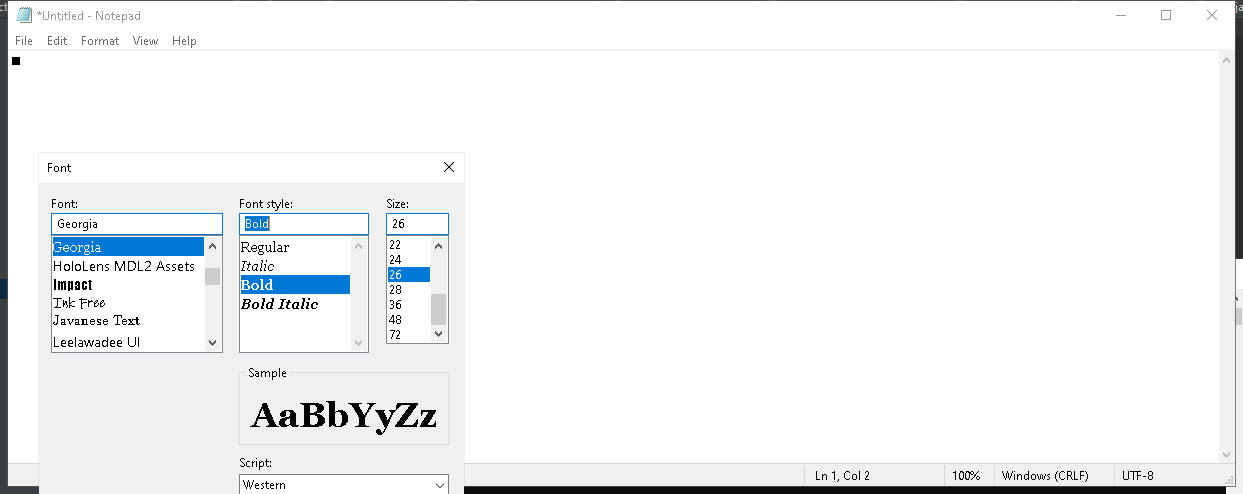 *Untitled - Notepad
File Edit Format View Help
■
Font
Font: Font style: Size:
Georgia Bold 26
Georgia
HoloLens MDL2 Assets
Impact
Ink Free
Javanese Text
Leelawadee UI
Regular
Italic
Bold
Bold Italic
22
24
26
28
36
48
72
Sample
AaBbYyZz
Script:
Western
Ln 1, Col 2 100% Windows (CRLF) UTF-8